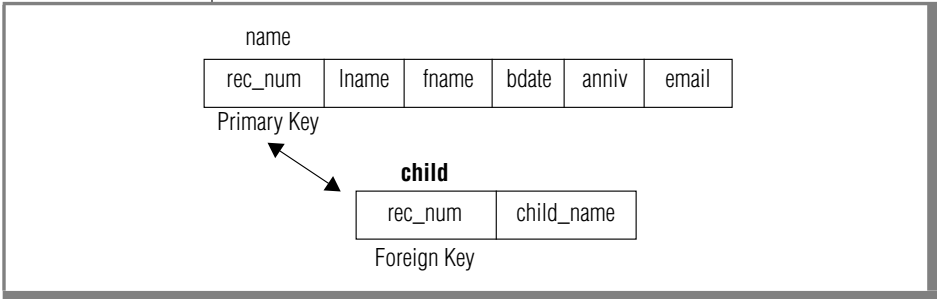 name
rec_num lname fname bdate anniv email
Primary Key
child
rec_num child_name
Foreign Key